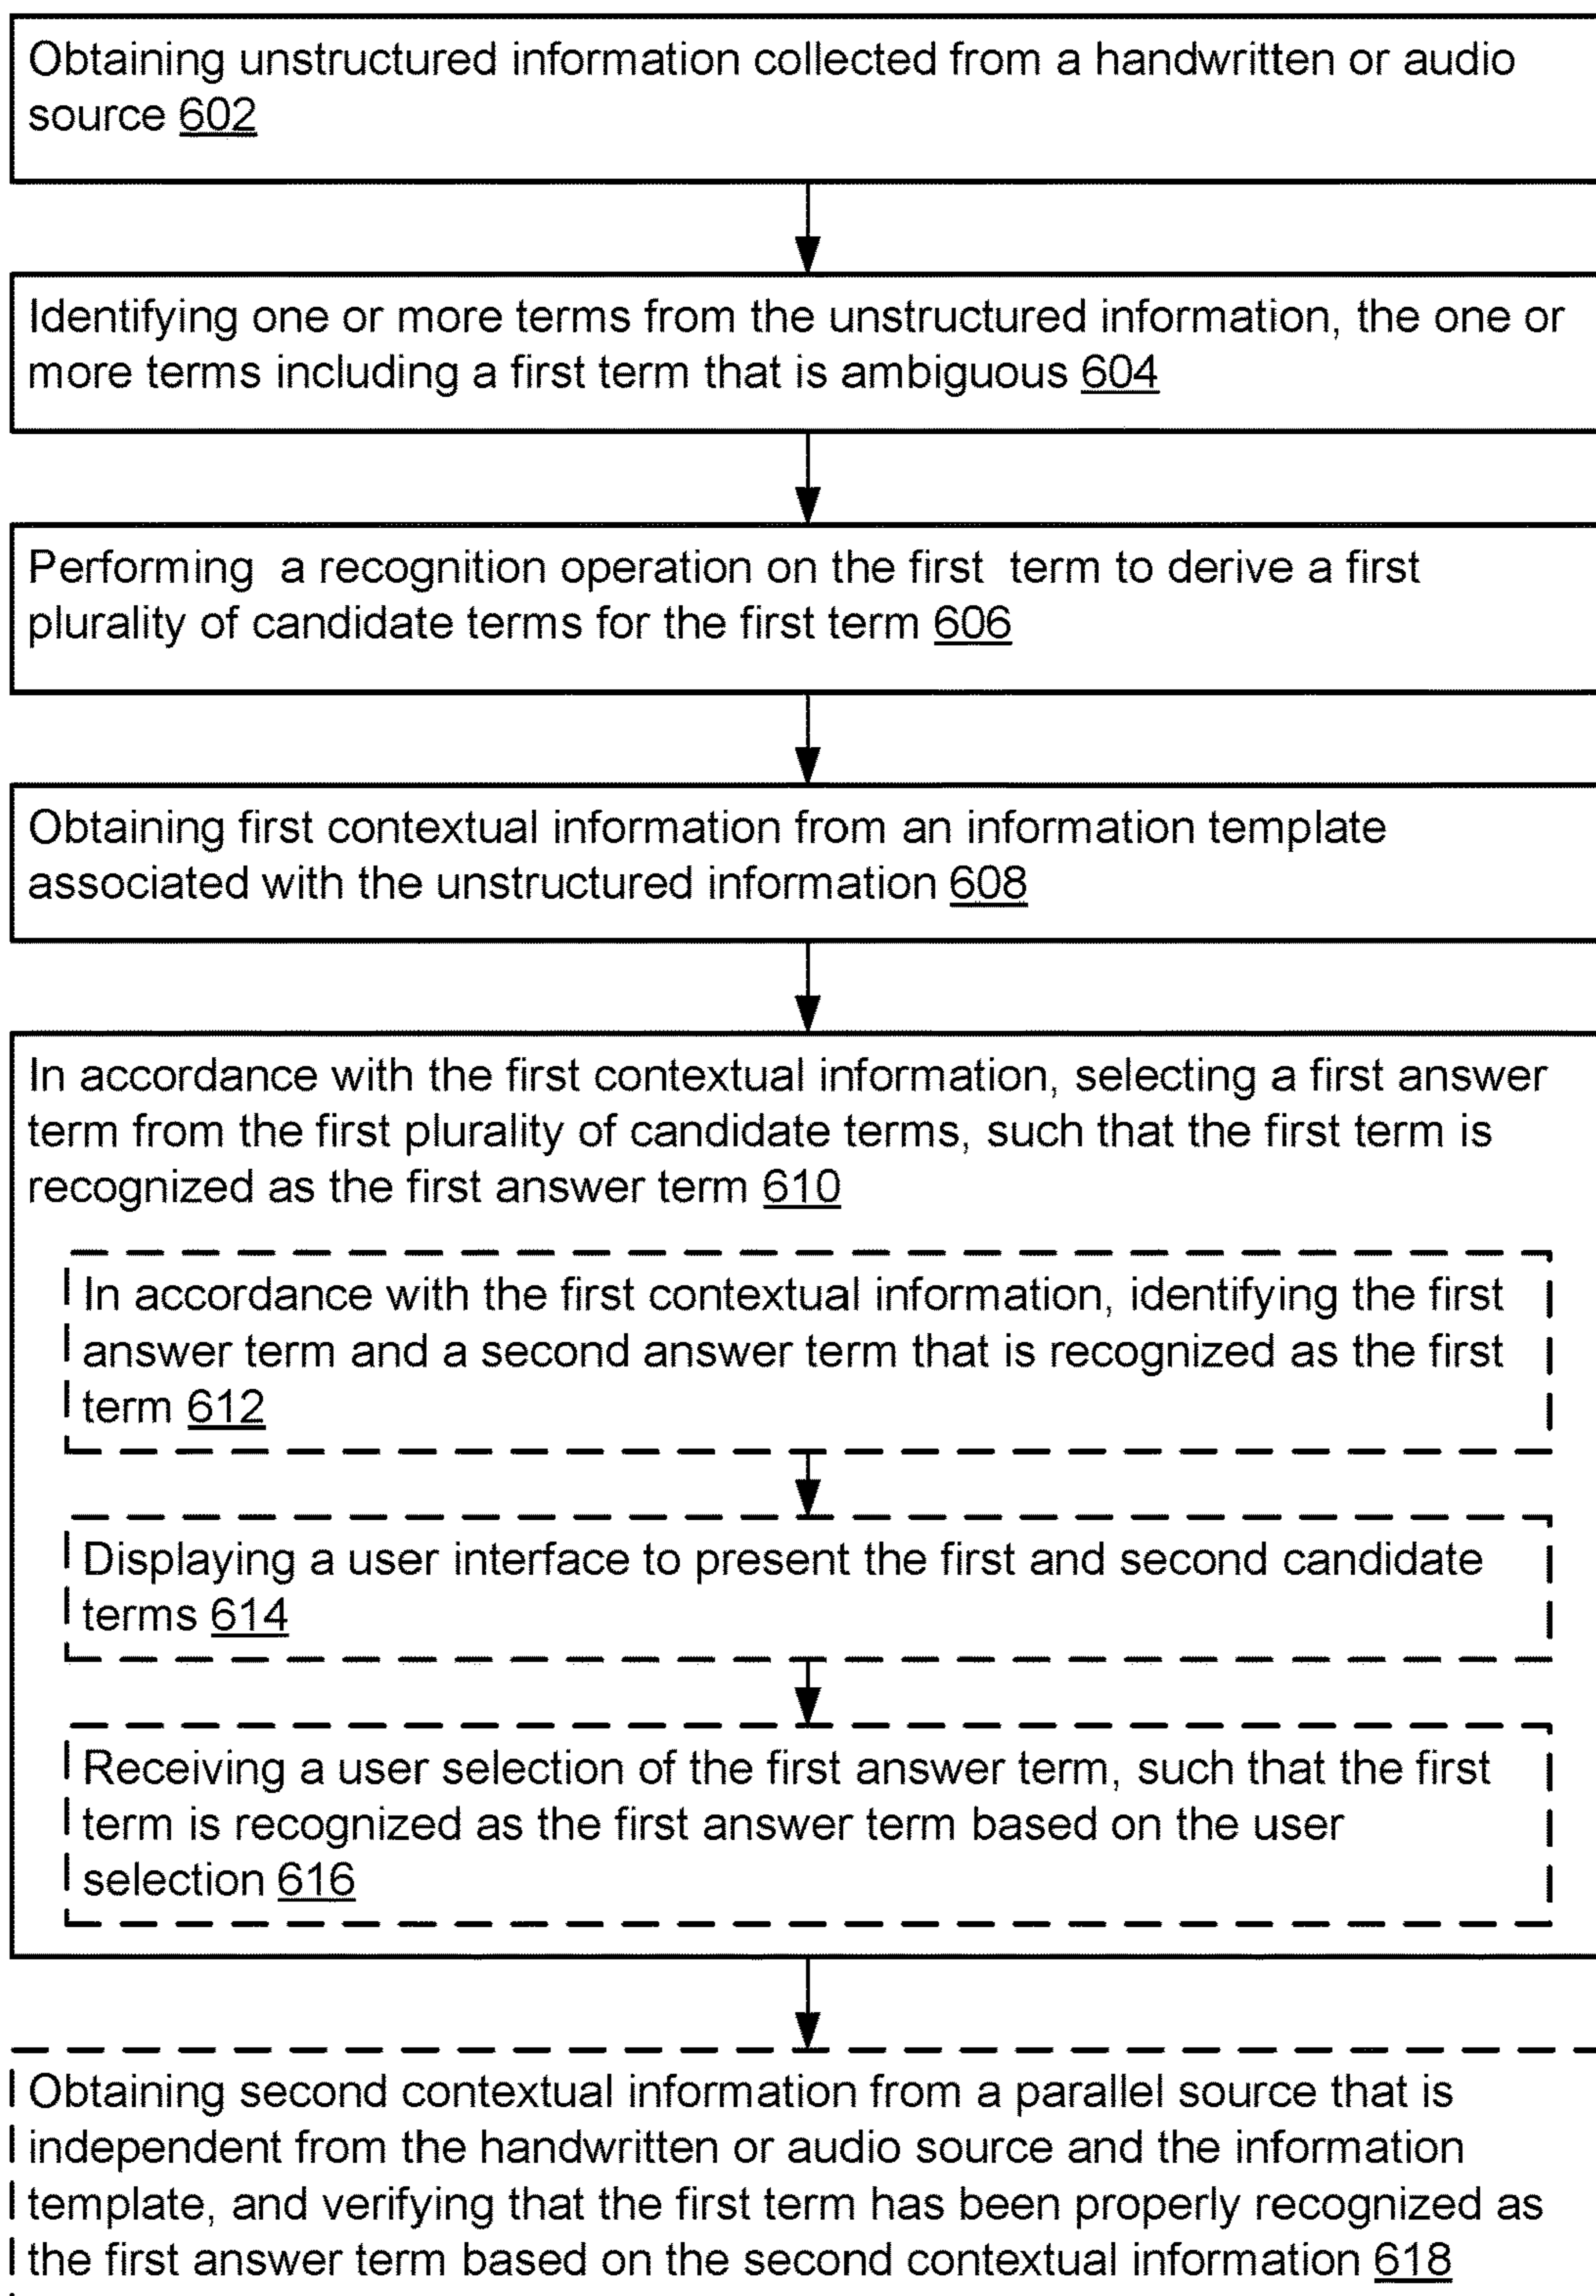 Obtaining unstructured information collected from a handwritten or audio
source 602
Identifying one or more terms from the unstructured information, the one or
more terms including a first term that is ambiguous 604
Performing a recognition operation on the first term to derive a first
plurality of candidate terms for the first term 606
Obtaining first contextual information from an information template
associated with the unstructured information 608
In accordance with the first contextual information, selecting a first answer
term from the first plurality of candidate terms, such that the first term is
recognized as the first answer term 610
In accordance with the first contextual information, identifying the first
answer term and a second answer term that is recognized as the first
term 612
Displaying a user interface to present the first and second candidate
terms 614
Receiving a user selection of the first answer term, such that the first
term is recognized as the first answer term based on the user
selection 616
Obtaining second contextual information from a parallel source that is
independent from the handwritten or audio source and the information
template, and verifying that the first term has been properly recognized as
the first answer term based on the second contextual information 618